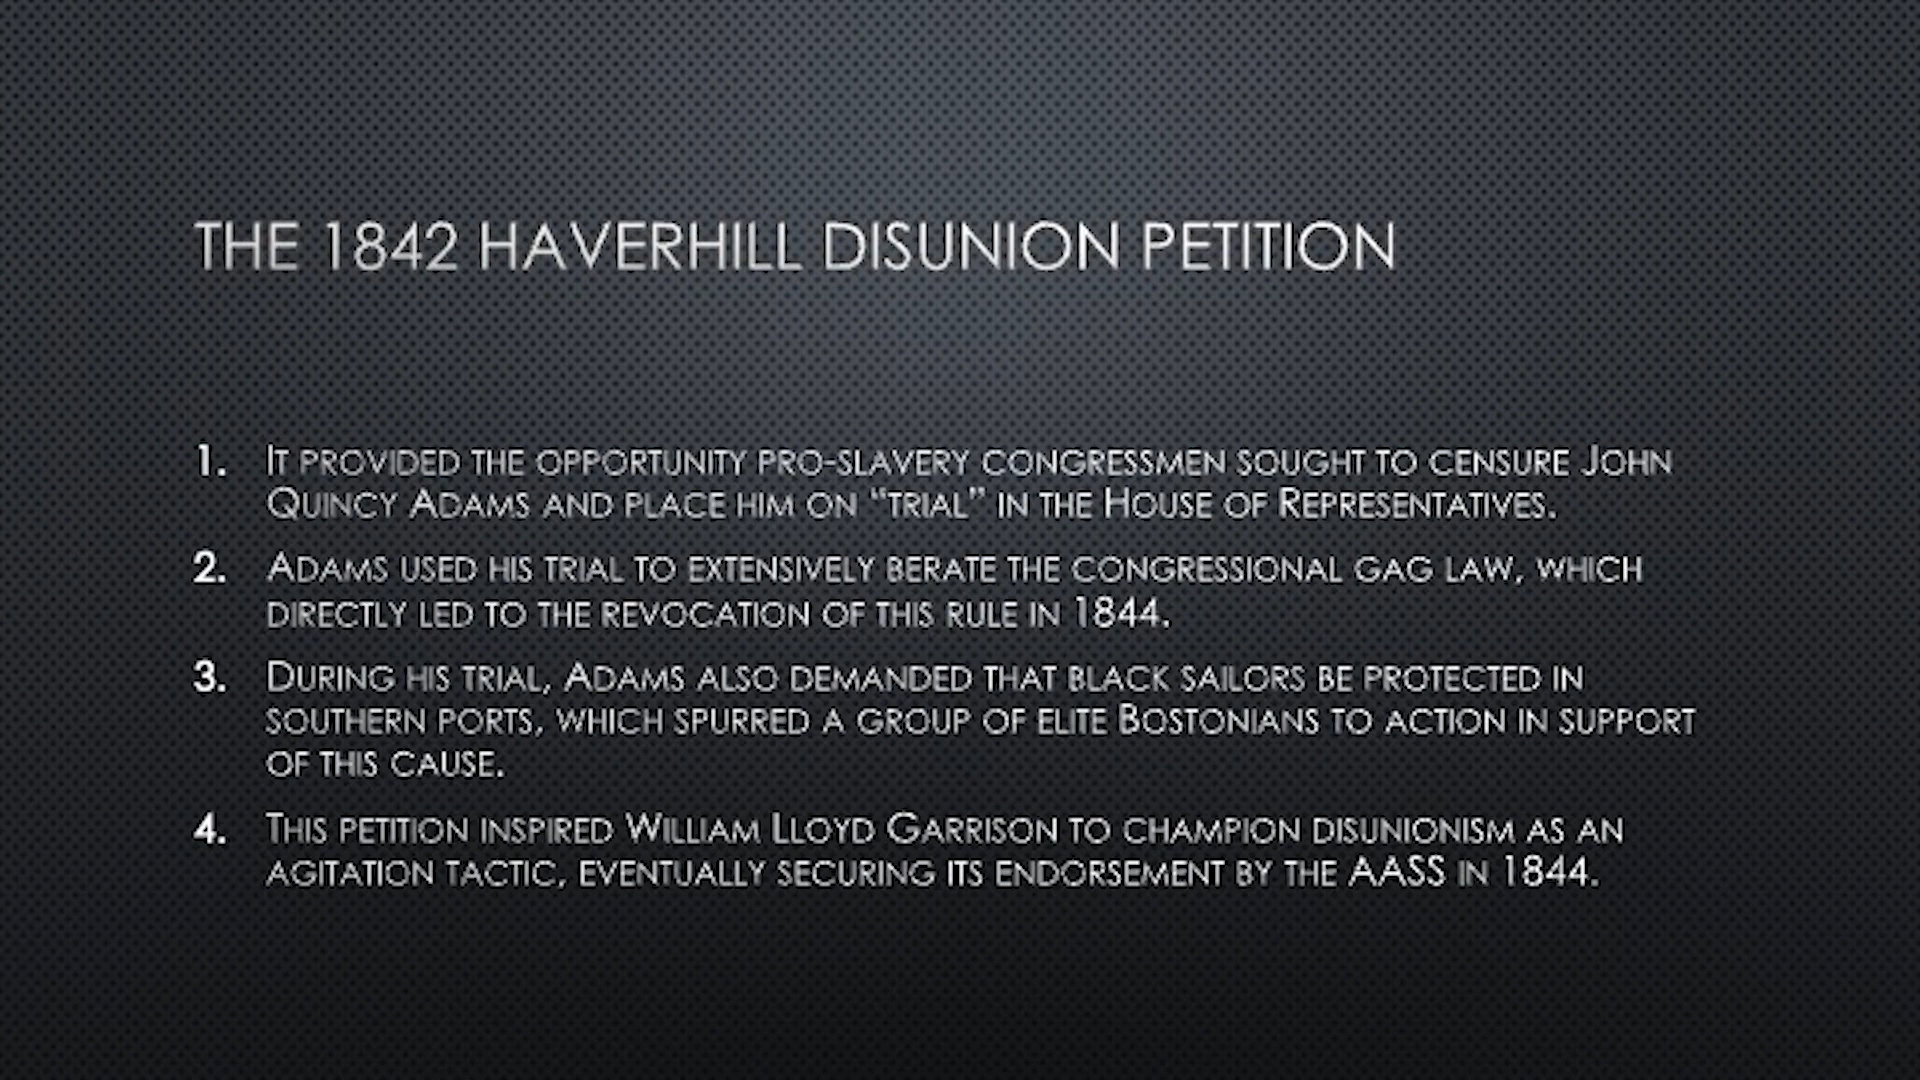 THE 1842 HAVERHILL DISUNION PETITION
1. IT PROVIDED THE OPPORTUNITY PRO-SLAVERY CONGRESSMEN SOUGHT TO CENSURE JOHN
QUINCY ADAMS AND PLACE HIM ON “TRIAL” IN THE HOUSE OF REPRESENTATIVES.
2. ADAMS USED HIS TRIAL TO EXTENSIVELY BERATE THE CONGRESSIONAL GAG LAW, WHICH
DIRECTLY LED TO THE REVOCATION OF THIS RULE IN 1844.
3. DURING HIS TRIAL, ADAMS ALSO DEMANDED THAT BLACK SAILORS BE PROTECTED IN
SOUTHERN PORTS, WHICH SPURRED A GROUP OF ELITE BOSTONIANS TO ACTION IN SUPPORT
OF THIS CAUSE.
4. THIS PETITION INSPIRED WILLIAM LLOYD GARRISON TO CHAMPION DISUNIONISM AS AN
AGITATION TACTIC, EVENTUALLY SECURING ITS ENDORSEMENT BY THE AASS IN 1844.